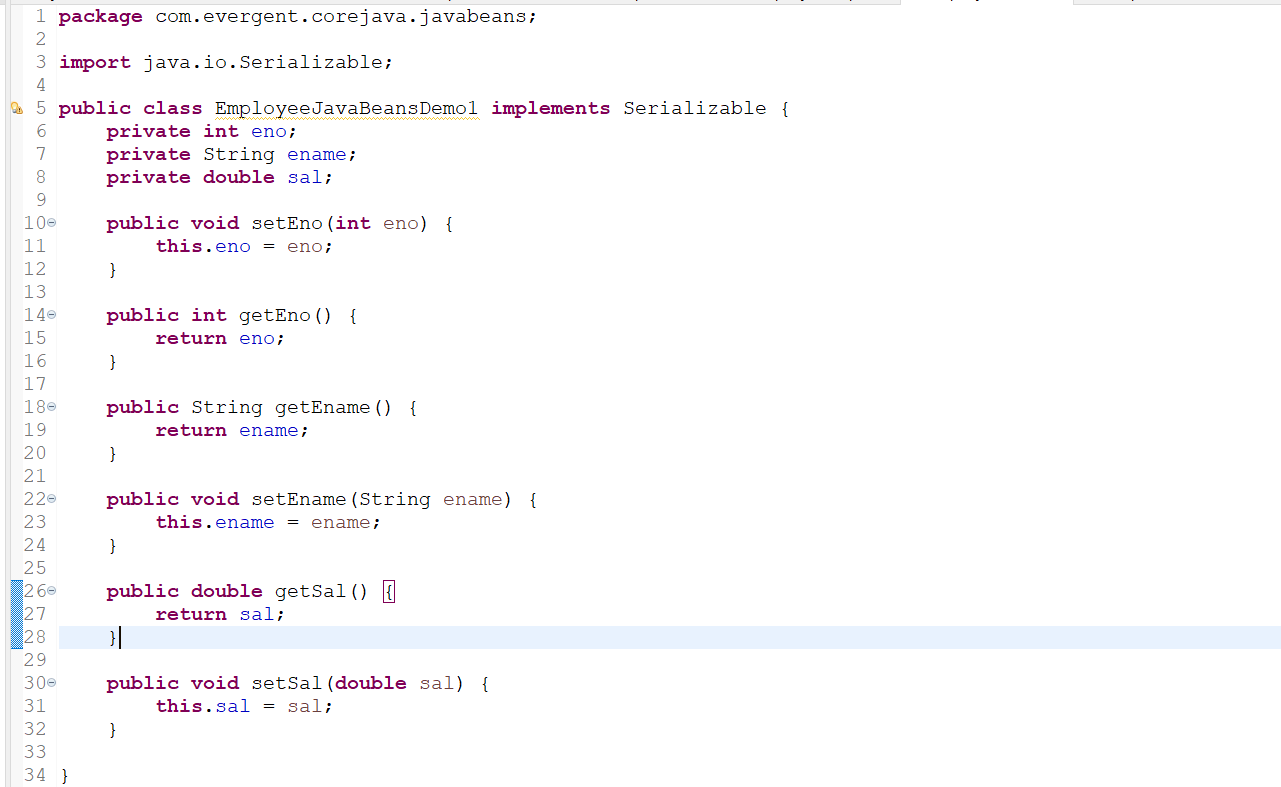 1 package com.evergent.corejava.javabeans;
2
3 import java.io.Serializable;
4
5 public class EmployeeJavaBeansDemo1 implements Serializable {
6     private int eno;
7     private String ename;
8     private double sal;
9
10     public void setEno(int eno) {
11         this.eno = eno;
12     }
13
14     public int getEno() {
15         return eno;
16     }
17
18     public String getEname() {
19         return ename;
20     }
21
22     public void setEname(String ename) {
23         this.ename = ename;
24     }
25
26     public double getSal() {
27         return sal;
28     }
29
30     public void setSal(double sal) {
31         this.sal = sal;
32     }
33
34 }